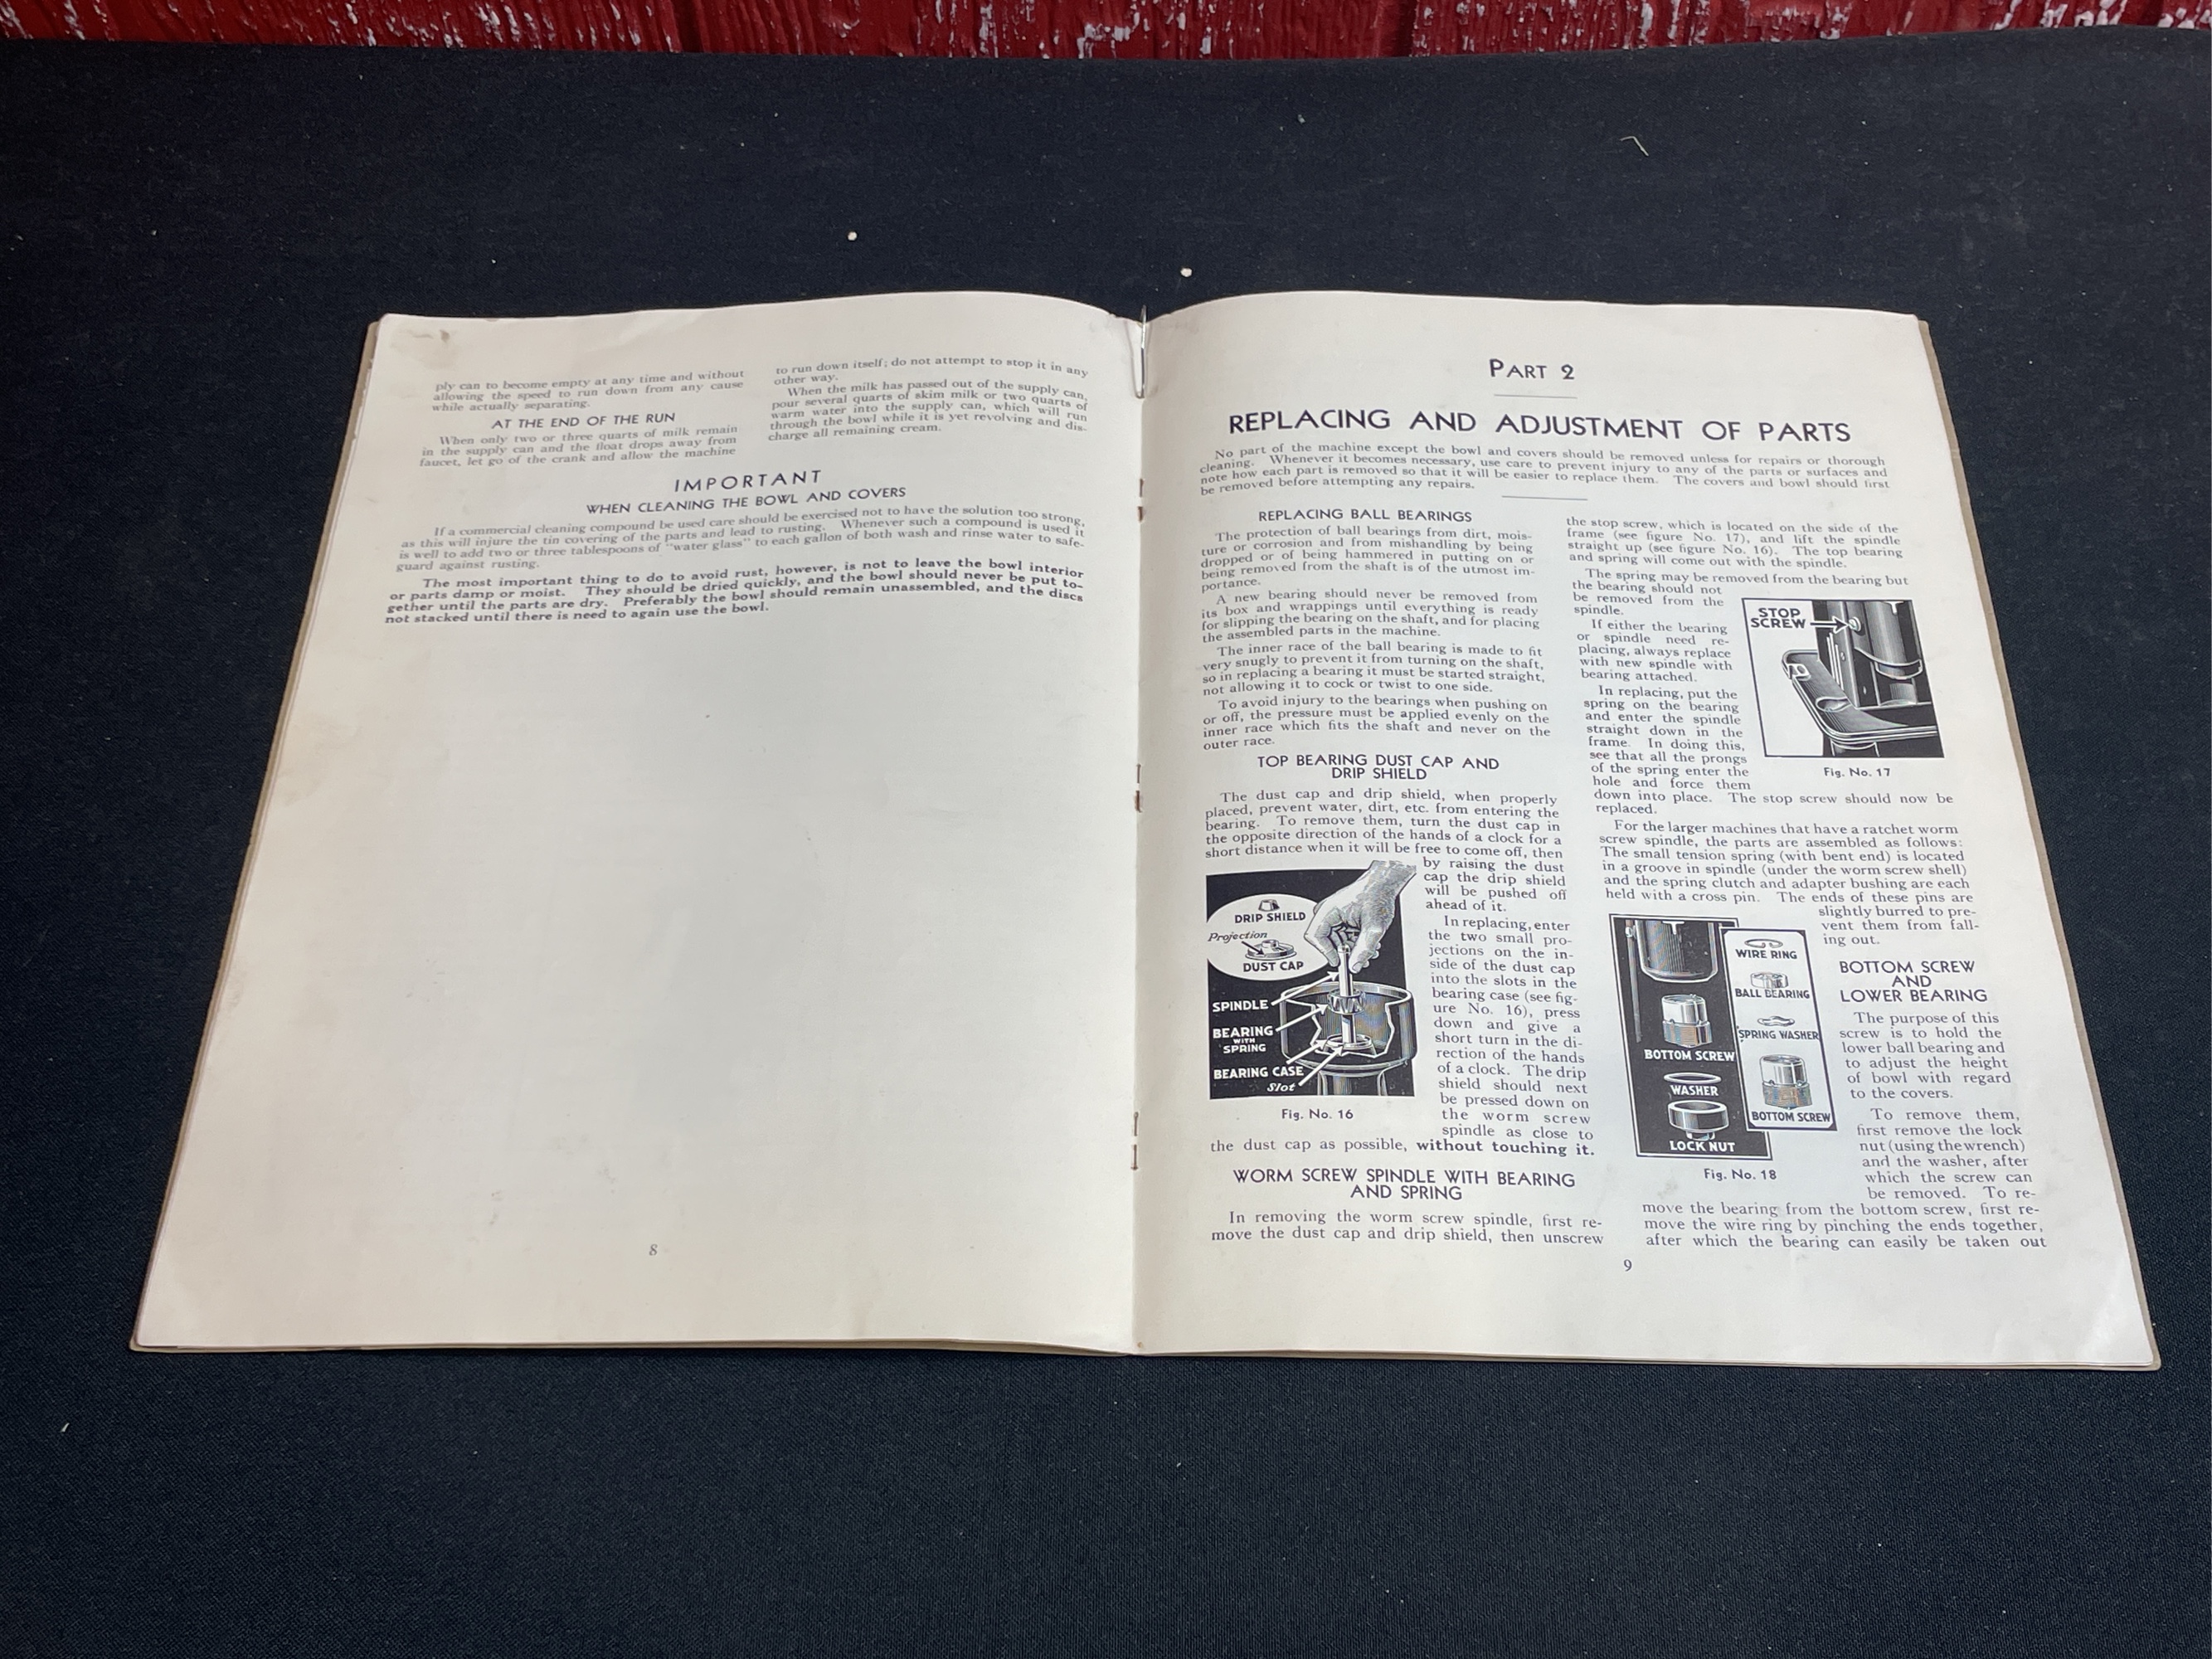 ply can to become empty at any time and without
allowing the speed to run down from any cause
while actually separating.
AT THE END OF THE RUN
When only two or three quarts of milk remain
in the supply can and the float drops away from
faucet, let go of the crank and allow the machine
to run down itself; do not attempt to stop it in any
other way.
When the milk has passed out of the supply can,
pour several quarts of skim milk or two quarts of
warm water into the supply can, which will run
through the bowl while it is yet revolving and dis-
charge all remaining cream.
IMPORTANT
WHEN CLEANING THE BOWL AND COVERS
If a commercial cleaning compound be used care should be exercised not to have the solution too strong,
as this will injure the tin covering of the parts and lead to rusting. Whenever such a compound is used it
is well to add two or three tablespoons of "water glass" to each gallon of both wash and rinse water to safe-
guard against rusting.
The most important thing to do to avoid rust, however, is not to leave the bowl interior
or parts damp or moist. They should be dried quickly, and the bowl should never be put to-
gether until the parts are dry. Preferably the bowl should remain unassembled, and the discs
not stacked until there is need to again use the bowl.
8
PART 2
REPLACING AND ADJUSTMENT OF PARTS
No part of the machine except the bowl and covers should be removed unless for repairs or thorough
cleaning. Whenever it becomes necessary, use care to prevent injury to any of the parts or surfaces and
note how each part is removed so that it will be easier to replace them. The covers and bowl should first
be removed before attempting any repairs.
REPLACING BALL BEARINGS
The protection of ball bearings from dirt, mois-
ture or corrosion and from mishandling by being
dropped or of being hammered in putting on or
being removed from the shaft is of the utmost im-
portance.
A new bearing should never be removed from
its box and wrappings until everything is ready
for slipping the bearing on the shaft, and for placing
the assembled parts in the machine.
The inner race of the ball bearing is made to fit
very snugly to prevent it from turning on the shaft,
so in replacing a bearing it must be started straight,
not allowing it to cock or twist to one side.
To avoid injury to the bearings when pushing on
or off, the pressure must be applied evenly on the
inner race which fits the shaft and never on the
outer race.
TOP BEARING DUST CAP AND
DRIP SHIELD
The dust cap and drip shield, when properly
placed, prevent water, dirt, etc. from entering the
bearing. To remove them, turn the dust cap in
the opposite direction of the hands of a clock for a
short distance when it will be free to come off, then
by raising the dust
cap the drip shield
will be pushed off
ahead of it.
In replacing, enter
the two small pro-
jections on the in-
side of the dust cap
into the slots in the
bearing case (see fig-
ure No. 16), press
down and give a
short turn in the di-
rection of the hands
of a clock. The drip
shield should next
be pressed down on
the worm screw
spindle as close to
the dust cap as possible, without touching it.
DRIP SHIELD
Projection
DUST CAP
SPINDLE
BEARING
WITH
SPRING
BEARING CASE
Slot
Fig. No. 16
WORM SCREW SPINDLE WITH BEARING
AND SPRING
In removing the worm screw spindle, first re-
move the dust cap and drip shield, then unscrew
the stop screw, which is located on the side of the
frame (see figure No. 17), and lift the spindle
straight up (see figure No. 16). The top bearing
and spring will come out with the spindle.
The spring may be removed from the bearing but
the bearing should not
be removed from the
spindle.
If either the bearing
or spindle need re-
placing, always replace
with new spindle with
bearing attached.
In replacing, put the
spring on the bearing
and enter the spindle
straight down in the
frame. In doing this,
see that all the prongs
of the spring enter the
hole and force them
down into place. The stop screw should now be
replaced.
STOP
SCREW
Fig. No. 17
For the larger machines that have a ratchet worm
screw spindle, the parts are assembled as follows:
The small tension spring (with bent end) is located
in a groove in spindle (under the worm screw shell)
and the spring clutch and adapter bushing are each
held with a cross pin. The ends of these pins are
slightly burred to pre-
vent them from fall-
ing out.
WIRE RING
BALL BEARING
SPRING WASHER
BOTTOM SCREW
BOTTOM SCREW
WASHER
LOCK NUT
Fig. No. 18
BOTTOM SCREW
AND
LOWER BEARING
The purpose of this
screw is to hold the
lower ball bearing and
to adjust the height
of bowl with regard
to the covers.
To remove them,
first remove the lock
nut (using the wrench)
and the washer, after
which the screw can
be removed. To re-
move the bearing from the bottom screw, first re-
move the wire ring by pinching the ends together,
after which the bearing can easily be taken out
9